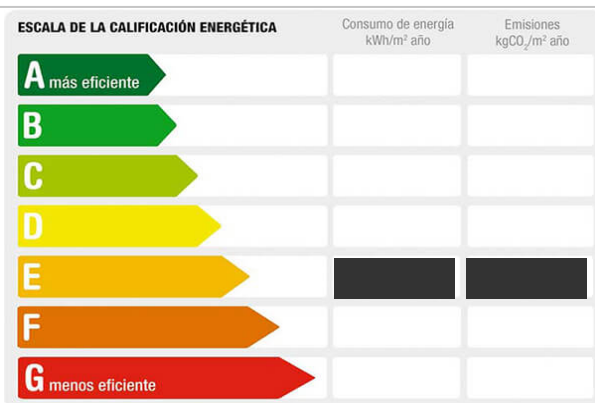 ESCALA DE LA CALIFICACIÓN ENERGÉTICA
Consumo de energía
kWh/m² año
Emisiones
kgCO₂/m² año
A más eficiente
B
C
D
E
F
G menos eficiente